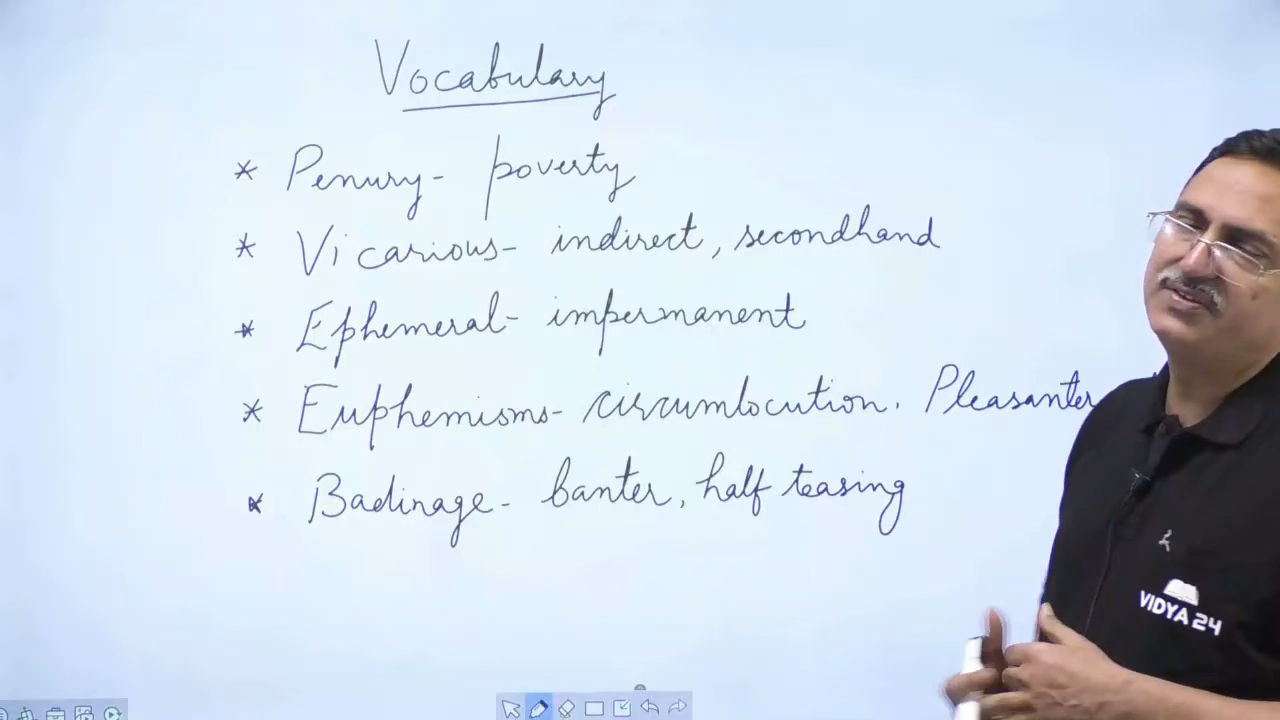 Vocabulary
* Penury - poverty
* Vicarious - indirect, secondhand
* Ephemeral - impermanent
* Euphemisms - circumlocution. Pleasanter
* Badinage - banter, half teasing
VIDYA 24